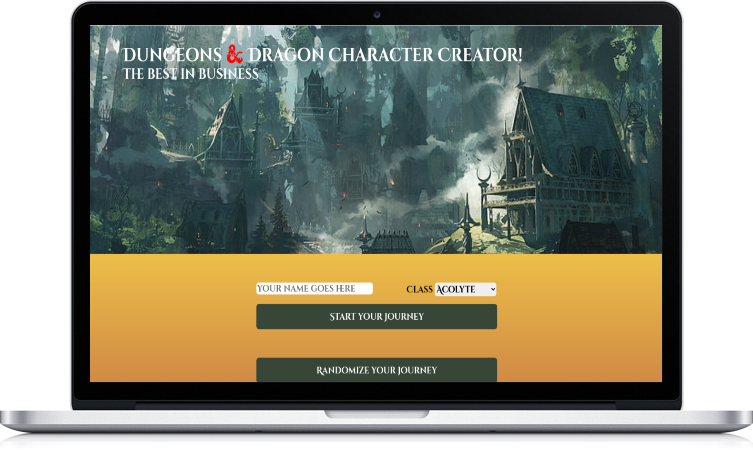 DUNGEONS & DRAGON CHARACTER CREATOR!
THE BEST IN BUSINESS
YOUR NAME GOES HERE
CLASS ACOLYTE
START YOUR JOURNEY
RANDOMIZE YOUR JOURNEY